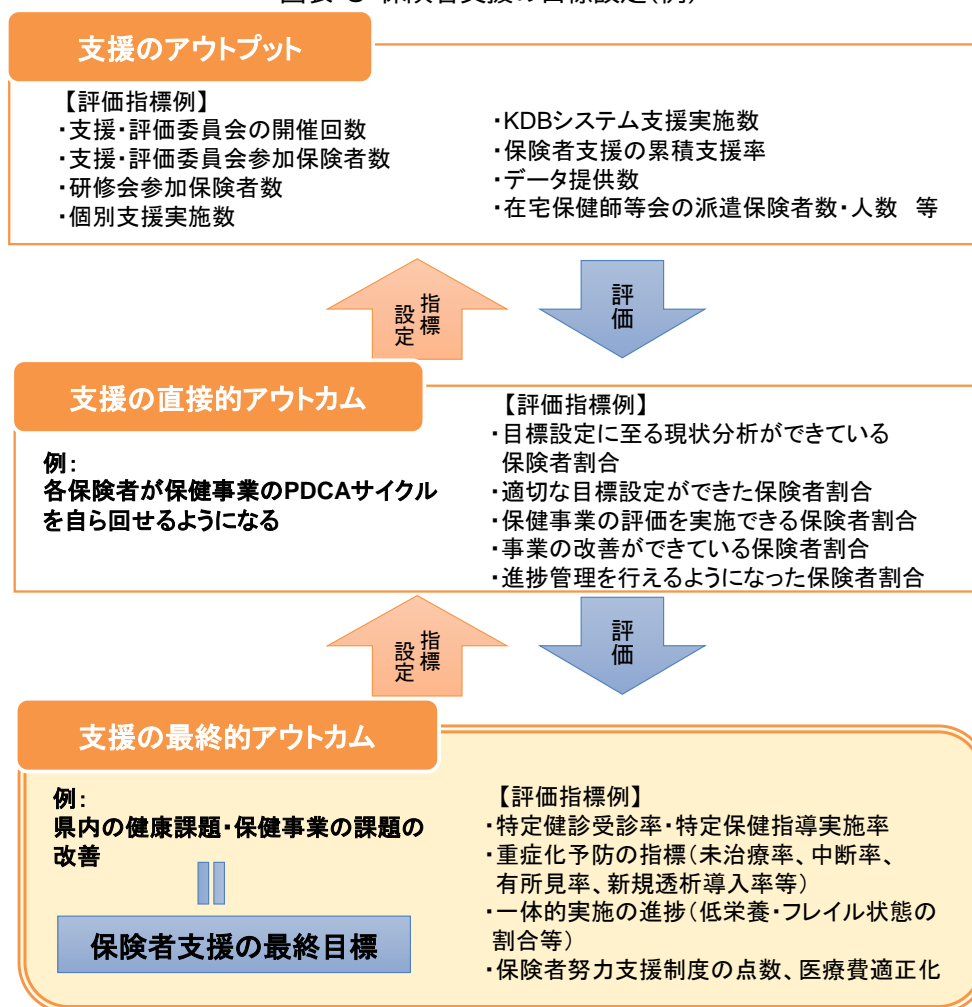 支援のアウトプット
【評価指標例】
・支援・評価委員会の開催回数
・支援・評価委員会参加保険者数
・研修会参加保険者数
・個別支援実施数
・KDBシステム支援実施数
・保険者支援の累積支援率
・データ提供数
・在宅保健師等会の派遣保険者数・人数 等
指標
設定
評価
支援の直接的アウトカム
例:
各保険者が保健事業のPDCAサイクル
を自ら回せるようになる
【評価指標例】
・目標設定に至る現状分析ができている
保険者割合
・適切な目標設定ができた保険者割合
・保健事業の評価を実施できる保険者割合
・事業の改善ができている保険者割合
・進捗管理を行えるようになった保険者割合
指標
設定
評価
支援の最終的アウトカム
例:
県内の健康課題・保健事業の課題の
改善
保険者支援の最終目標
【評価指標例】
・特定健診受診率・特定保健指導実施率
・重症化予防の指標(未治療率、中断率、
有所見率、新規透析導入率等)
・一体的実施の進捗(低栄養・フレイル状態の
割合等)
・保険者努力支援制度の点数、医療費適正化